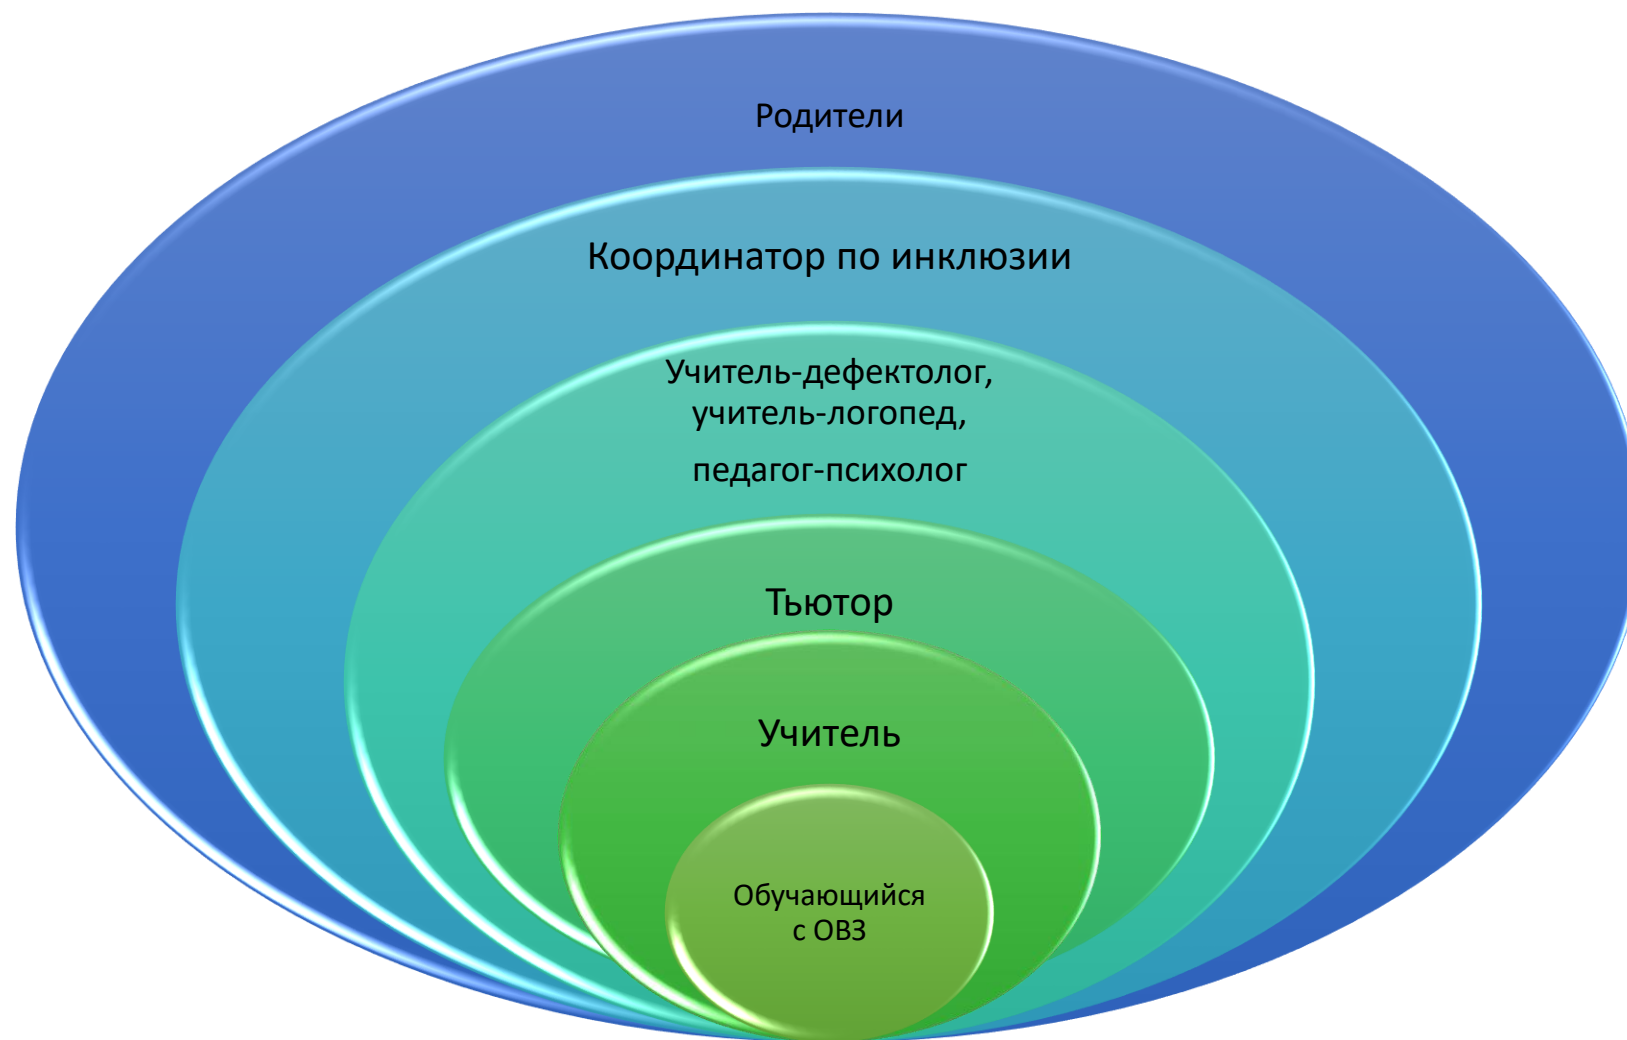 Родители
Координатор по инклюзии
Учитель-дефектолог,
учитель-логопед,
педагог-психолог
Тьютор
Учитель
Обучающийся
с ОВЗ